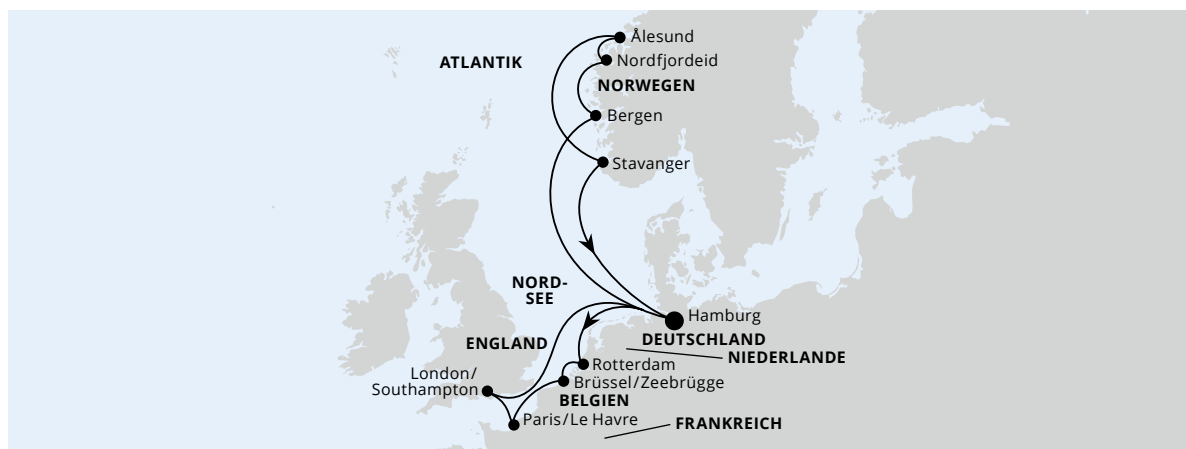 Ålesund
ATLANTIK
Nordfjordeid
NORWEGEN
Bergen
Stavanger
NORD-
SEE
Hamburg
DEUTSCHLAND
ENGLAND
NIEDERLANDE
Rotterdam
London/
Southampton
Brüssel/Zeebrügge
BELGIEN
Paris/Le Havre
FRANKREICH